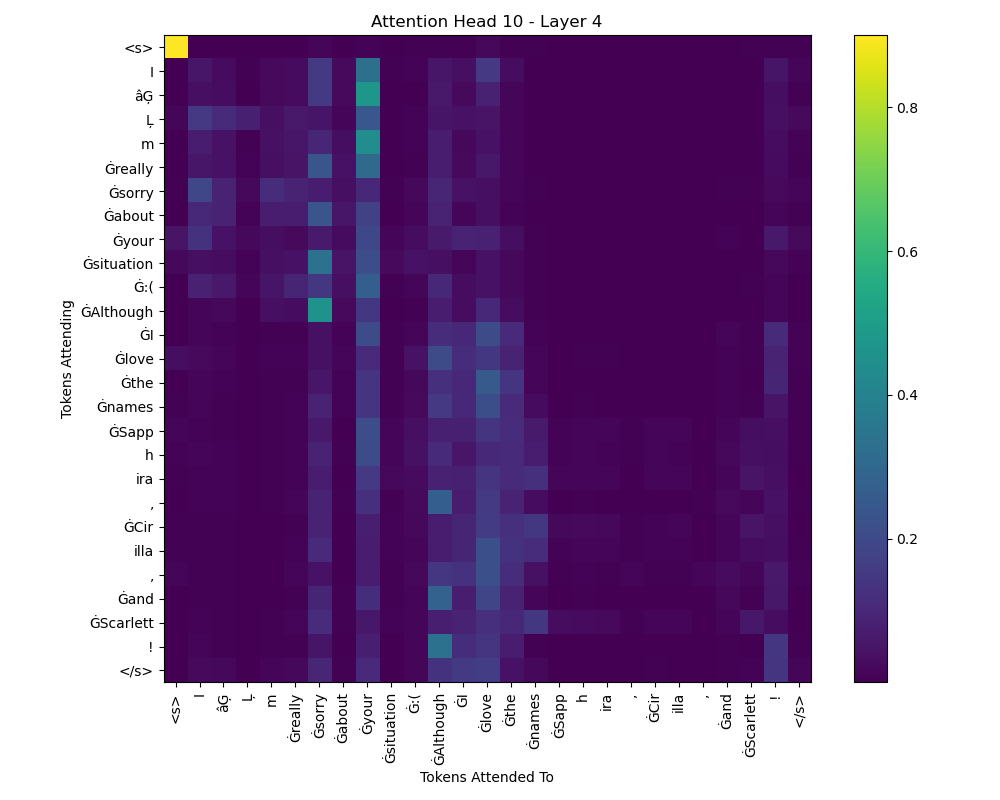 Attention Head 10 - Layer 4
Tokens Attending
<s>
I
âĢ
Ļ
m
Ġreally
Ġsorry
Ġabout
Ġyour
Ġsituation
Ġ:(
ĠAlthough
ĠI
Ġlove
Ġthe
Ġnames
ĠSapp
h
ira
,
ĠCir
illa
,
Ġand
ĠScarlett
!
</s>
<s>
I
âĢ
Ļ
m
Ġreally
Ġsorry
Ġabout
Ġyour
Ġsituation
Ġ:(
ĠAlthough
ĠI
Ġlove
Ġthe
Ġnames
ĠSapp
h
ira
,
ĠCir
illa
,
Ġand
ĠScarlett
!
</s>
Tokens Attended To
0.8
0.6
0.4
0.2